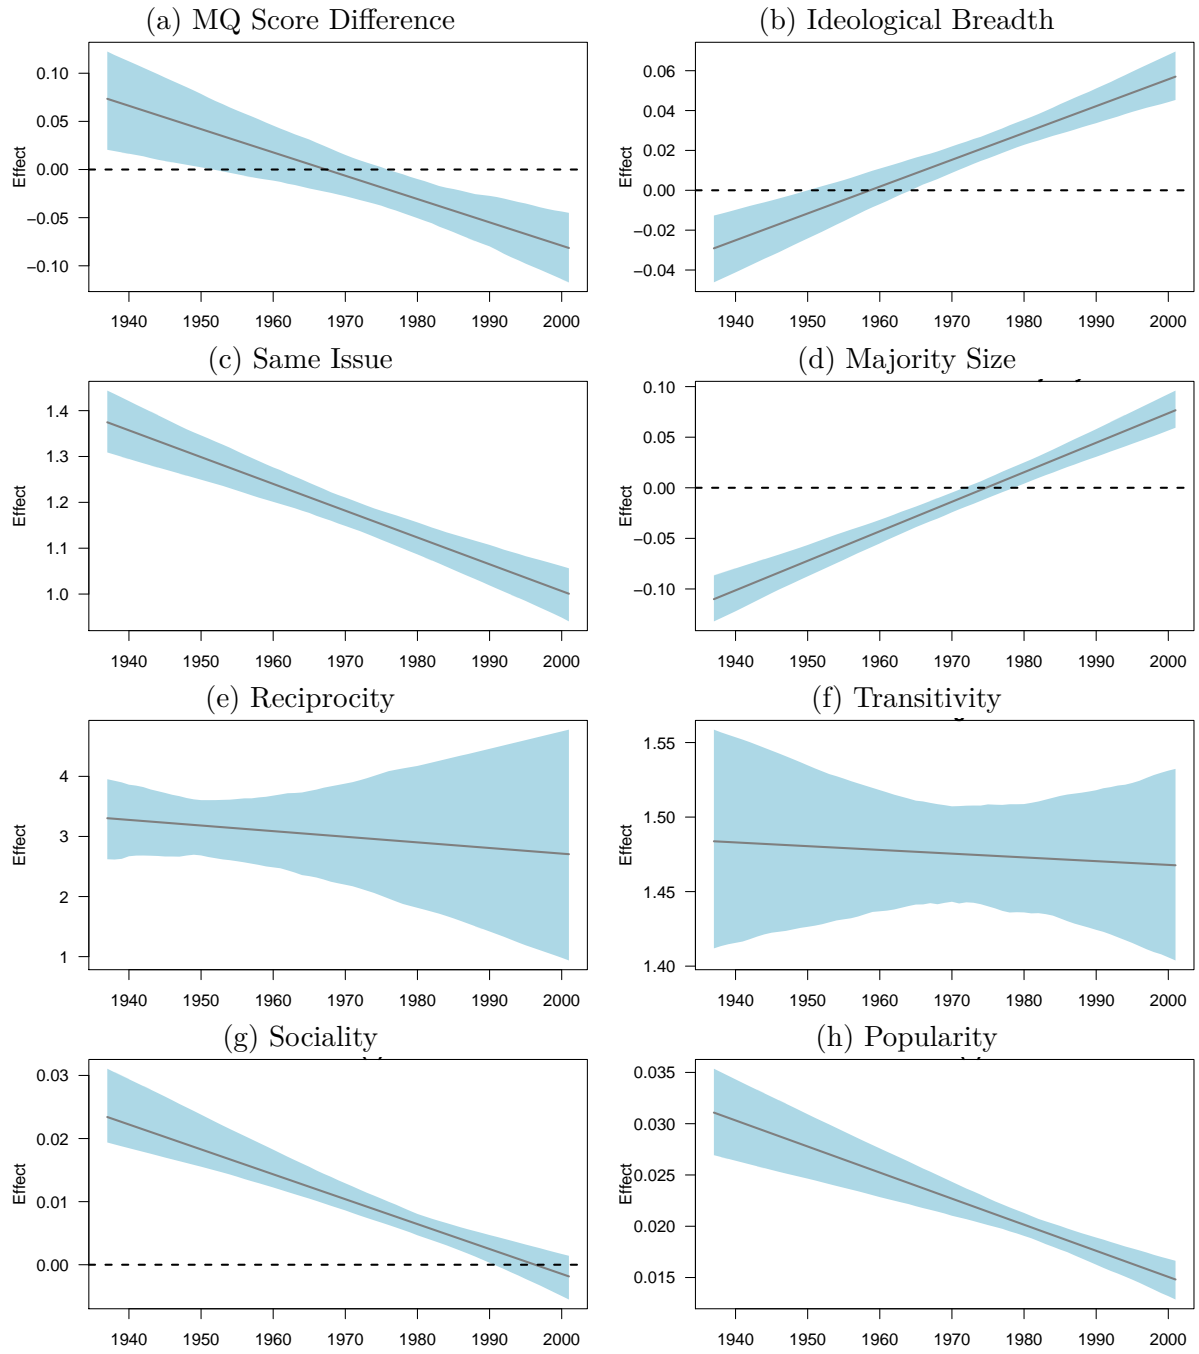 (a) MQ Score Difference
(b) Ideological Breadth
Effect
0.10
0.05
0.00
−0.05
−0.10
1940 1950 1960 1970 1980 1990 2000
Effect
0.06
0.04
0.02
0.00
−0.02
−0.04
1940 1950 1960 1970 1980 1990 2000
(c) Same Issue
(d) Majority Size
Effect
1.4
1.3
1.2
1.1
1.0
1940 1950 1960 1970 1980 1990 2000
Effect
0.10
0.05
0.00
−0.05
−0.10
1940 1950 1960 1970 1980 1990 2000
(e) Reciprocity
(f) Transitivity
Effect
4
3
2
1
1940 1950 1960 1970 1980 1990 2000
Effect
1.55
1.50
1.45
1.40
1940 1950 1960 1970 1980 1990 2000
(g) Sociality
(h) Popularity
Effect
0.03
0.02
0.01
0.00
1940 1950 1960 1970 1980 1990 2000
Effect
0.035
0.030
0.025
0.020
0.015
1940 1950 1960 1970 1980 1990 2000